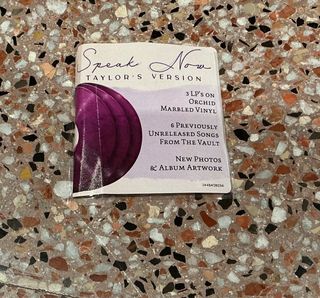 Speak Now
TAYLOR'S VERSION
3 LP'S ON
ORCHID
MARBLED VINYL
6 PREVIOUSLY
UNRELEASED SONGS
FROM THE VAULT
NEW PHOTOS
& ALBUM ARTWORK